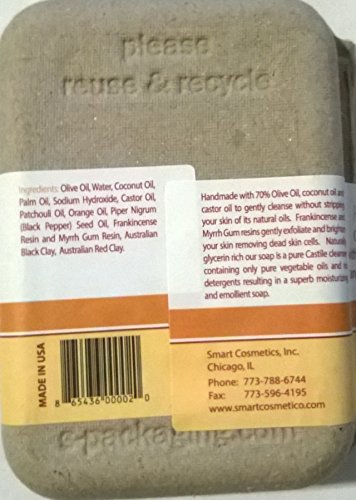 please
reuse & recycle
Ingredients: Olive Oil, Water, Coconut Oil,
Palm Oil, Sodium Hydroxide, Castor Oil,
Patchouli Oil, Orange Oil, Piper Nigrum
(Black Pepper) Seed Oil, Frankincense
Resin and Myrrh Gum Resin, Australian
Black Clay, Australian Red Clay.
MADE IN USA
8 65436 00002 0
Handmade with 70% Olive Oil, coconut oil and
castor oil to gently cleanse without stripping
your skin of its natural oils. Frankincense and
Myrrh Gum resins gently exfoliate and brighten
your skin removing dead skin cells. Naturally
glycerin rich our soap is a pure Castile cleanser
containing only pure vegetable oils and no
detergents resulting in a superb moisturizing
and emollient soap.
Smart Cosmetics, Inc.
Chicago, IL
Phone: 773-788-6744
Fax: 773-596-4195
www.smartcosmetico.com
s-packaging.com